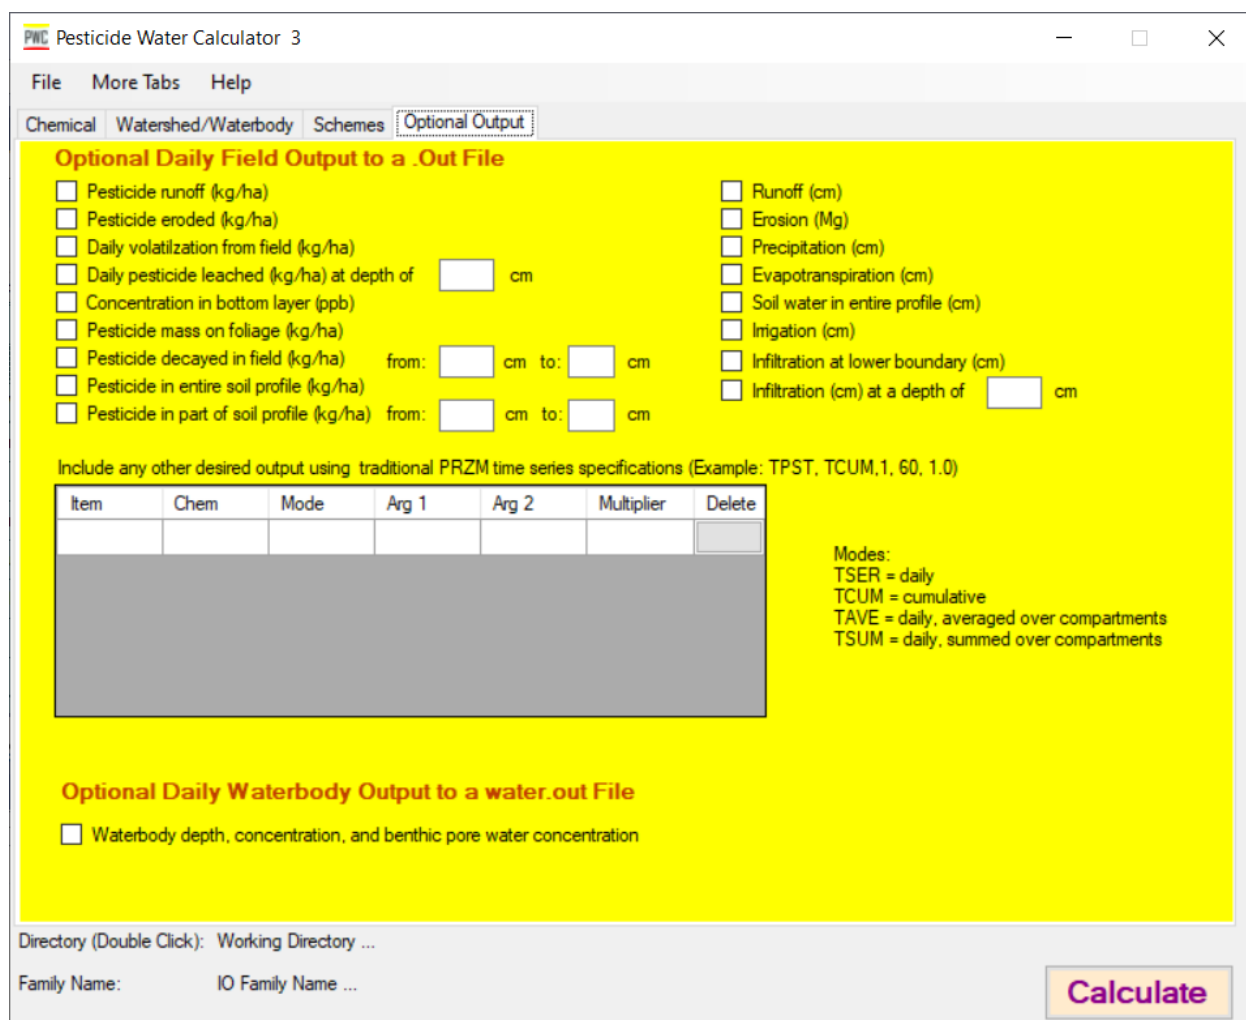 PWC Pesticide Water Calculator 3
File More Tabs Help
Chemical Watershed/Waterbody Schemes Optional Output
Optional Daily Field Output to a .Out File
Pesticide runoff (kg/ha)
Pesticide eroded (kg/ha)
Daily volatilzation from field (kg/ha)
Daily pesticide leached (kg/ha) at depth of cm
Concentration in bottom layer (ppb)
Pesticide mass on foliage (kg/ha)
Pesticide decayed in field (kg/ha) from: cm to: cm
Pesticide in entire soil profile (kg/ha)
Pesticide in part of soil profile (kg/ha) from: cm to: cm
Runoff (cm)
Erosion (Mg)
Precipitation (cm)
Evapotranspiration (cm)
Soil water in entire profile (cm)
Irrigation (cm)
Infiltration at lower boundary (cm)
Infiltration (cm) at a depth of cm
Include any other desired output using traditional PRZM time series specifications (Example: TPST, TCUM,1, 60, 1.0)
Item Chem Mode Arg 1 Arg 2 Multiplier Delete
Modes:
TSER = daily
TCUM = cumulative
TAVE = daily, averaged over compartments
TSUM = daily, summed over compartments
Optional Daily Waterbody Output to a water.out File
Waterbody depth, concentration, and benthic pore water concentration
Directory (Double Click): Working Directory ...
Family Name: IO Family Name ...
Calculate